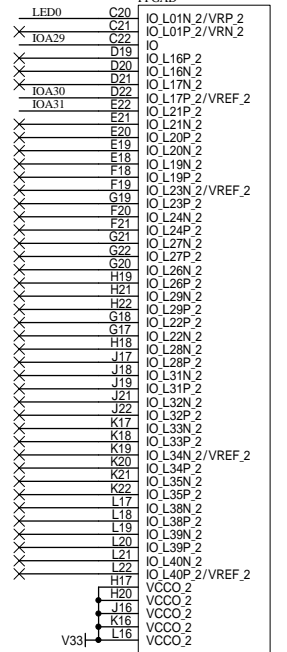 LED0 C20 IO_L01N_2/VRP_2
C21 IO_L01P_2/VRN_2
IOA29 C22 IO
D19 IO_L16P_2
D20 IO_L16N_2
D21 IO_L17N_2
IOA30 D22 IO_L17P_2/VREF_2
IOA31 E22 IO_L21P_2
E21 IO_L21N_2
E20 IO_L20P_2
E19 IO_L20N_2
E18 IO_L19N_2
F18 IO_L19P_2
F19 IO_L23N_2/VREF_2
G19 IO_L23P_2
F20 IO_L24N_2
F21 IO_L24P_2
G21 IO_L27N_2
G22 IO_L27P_2
G20 IO_L26N_2
H19 IO_L26P_2
H21 IO_L29N_2
H22 IO_L29P_2
G18 IO_L22P_2
G17 IO_L22N_2
H18 IO_L28N_2
J17 IO_L28P_2
J18 IO_L31N_2
J19 IO_L31P_2
J21 IO_L32N_2
J22 IO_L32P_2
K17 IO_L33N_2
K18 IO_L33P_2
K19 IO_L34N_2/VREF_2
K20 IO_L34P_2
K21 IO_L35N_2
K22 IO_L35P_2
L17 IO_L38N_2
L18 IO_L38P_2
L19 IO_L39N_2
L20 IO_L39P_2
L21 IO_L40N_2
L22 IO_L40P_2/VREF_2
H17 VCCO_2
H20 VCCO_2
J16 VCCO_2
K16 VCCO_2
V33 L16 VCCO_2